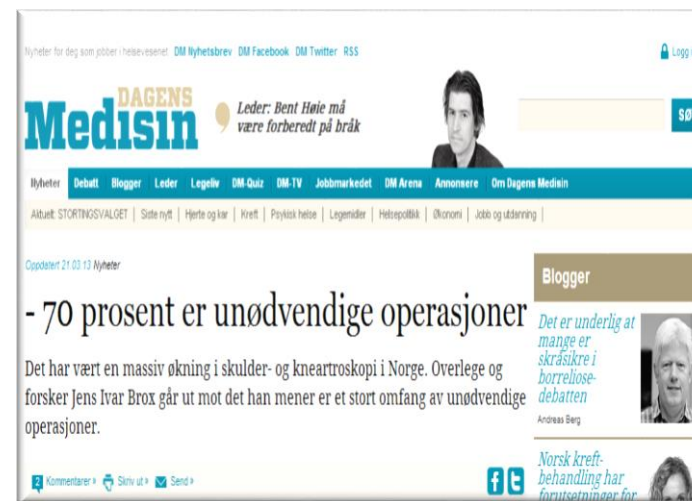 Nyheter for deg som jobber i helsevesenet DM Nyhetsbrev DM Facebook DM Twitter RSS
Logg
DAGENS
Medisin
Leder: Bent Høie må
være forberedt på bråk
SØ
Nyheter Debatt Blogger Leder Legeliv DM-Quiz DM-TV Jobbmarkedet DM Arena Annonsere Om Dagens Medisin
Aktuelt: STORTINGSVALGET | Siste nytt | Hjerte og kar | Kreft | Psykisk helse | Legemidler | Helsepolitikk | Økonomi | Jobb og utdanning |
Oppdatert 21.03.13 Nyheter
- 70 prosent er unødvendige operasjoner
Det har vært en massiv økning i skulder- og kneartroskopi i Norge. Overlege og
forsker Jens Ivar Brox går ut mot det han mener er et stort omfang av unødvendige
operasjoner.
2 Kommentarer » Skriv ut » Send »
Blogger
Det er underlig at
mange er
skråsikre i
borreliose-
debatten
Andreas Berg
Norsk kreft-
behandling har
forutsetninger for